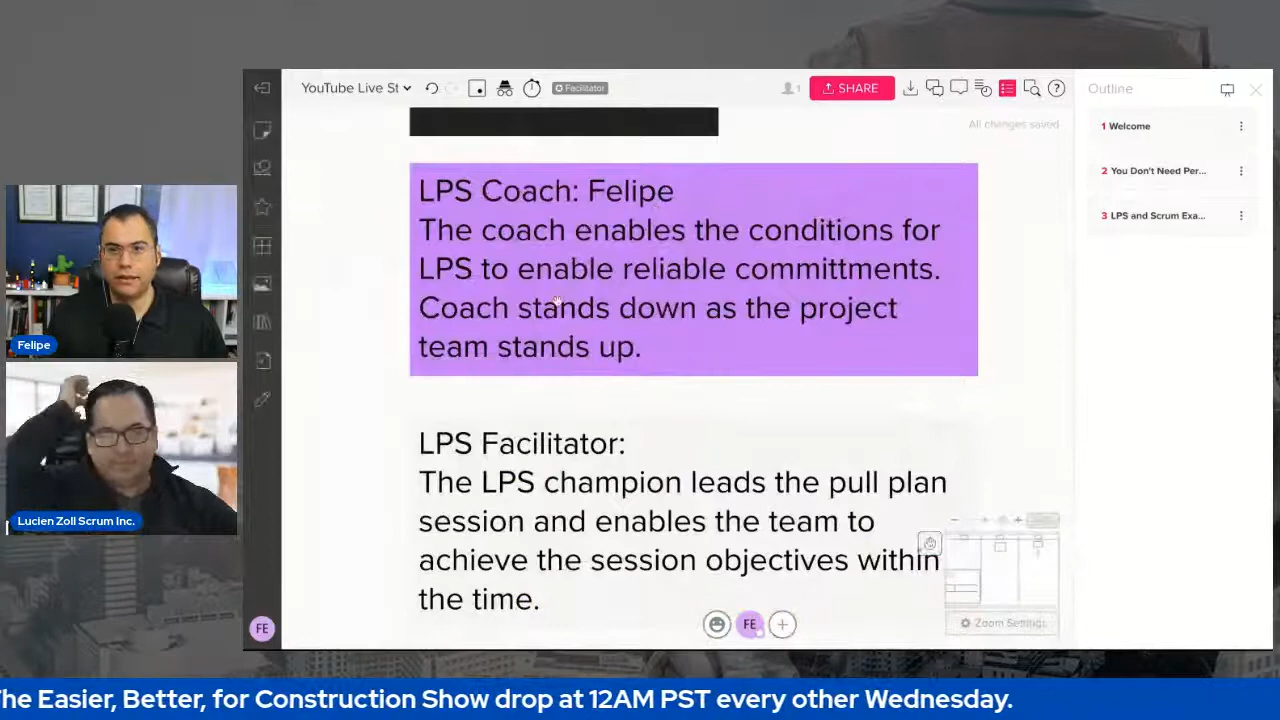 YouTube Live St
Facilitator
1
SHARE
?
Outline
All changes saved
1 Welcome
2 You Don't Need Per...
3 LPS and Scrum Exa...
LPS Coach: Felipe
The coach enables the conditions for
LPS to enable reliable committments.
Coach stands down as the project
team stands up.
LPS Facilitator:
The LPS champion leads the pull plan
session and enables the team to
achieve the session objectives within
the time.
Zoom Settings
FE
FE
Felipe
Lucien Zoll Scrum Inc.
he Easier, Better, for Construction Show drop at 12AM PST every other Wednesday.